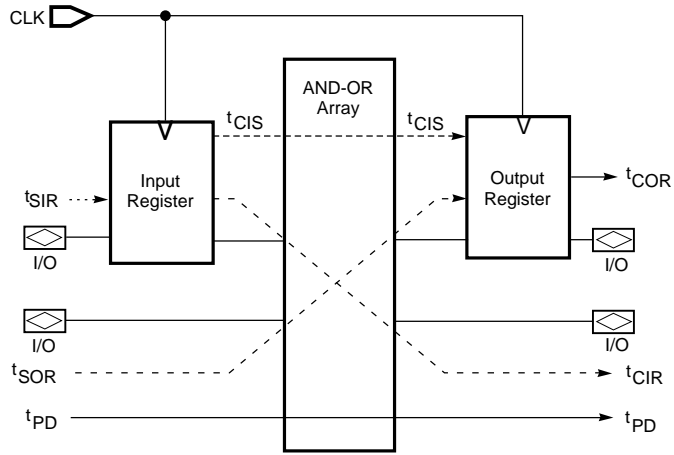 CLK
AND-OR
Array
tCIS
tCIS
Input
Register
Output
Register
tSIR
tCOR
I/O
I/O
I/O
I/O
tSOR
tCIR
tPD
tPD